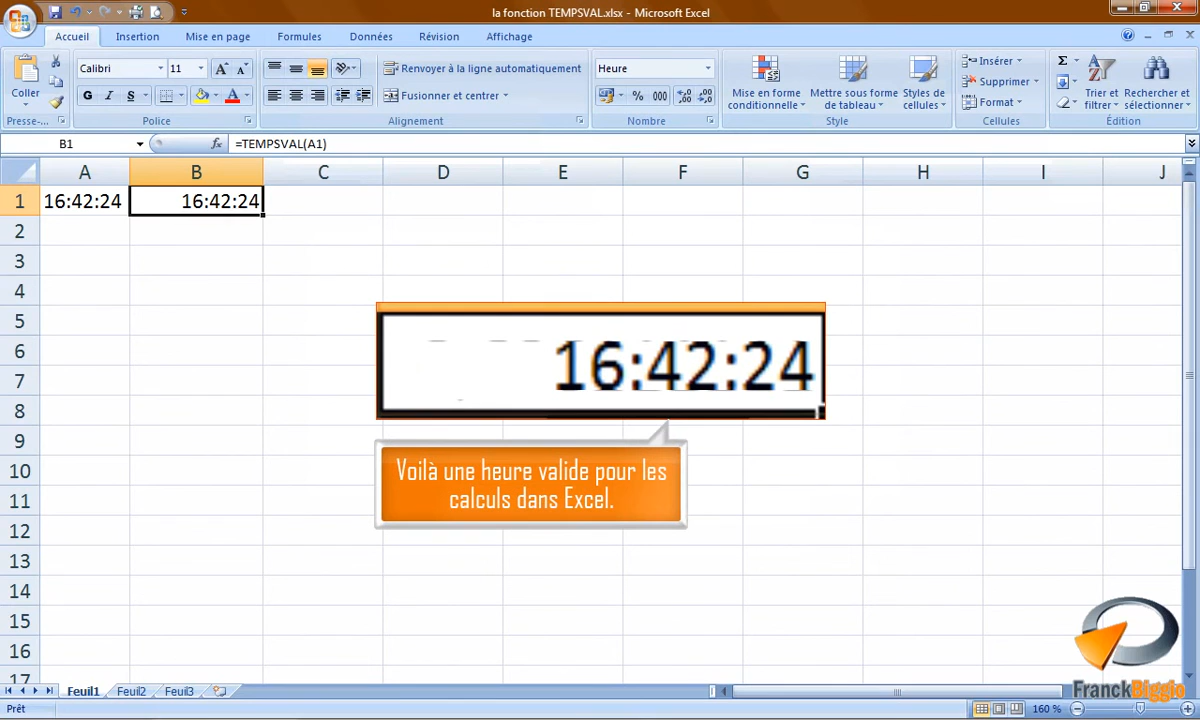 la fonction TEMPSVAL.xlsx - Microsoft Excel
Accueil Insertion Mise en page Formules Données Révision Affichage
Coller
Presse-...
Calibri 11
G I S
Police
Renvoyer à la ligne automatiquement
Fusionner et centrer
Alignement
Heure
% 000
Nombre
Mise en forme conditionnelle
Mettre sous forme de tableau
Styles de cellules
Style
Insérer
Supprimer
Format
Cellules
Σ
Trier et filtrer
Rechercher et sélectionner
Édition
B1 fx =TEMPSVAL(A1)
A B C D E F G H I J
1 16:42:24 16:42:24
2
3
4
5
6
7
8
9
10
11
12
13
14
15
16
17
16:42:24
Voilà une heure valide pour les
calculs dans Excel.
FranckBiggio
Feuil1 Feuil2 Feuil3
Prêt 160 %